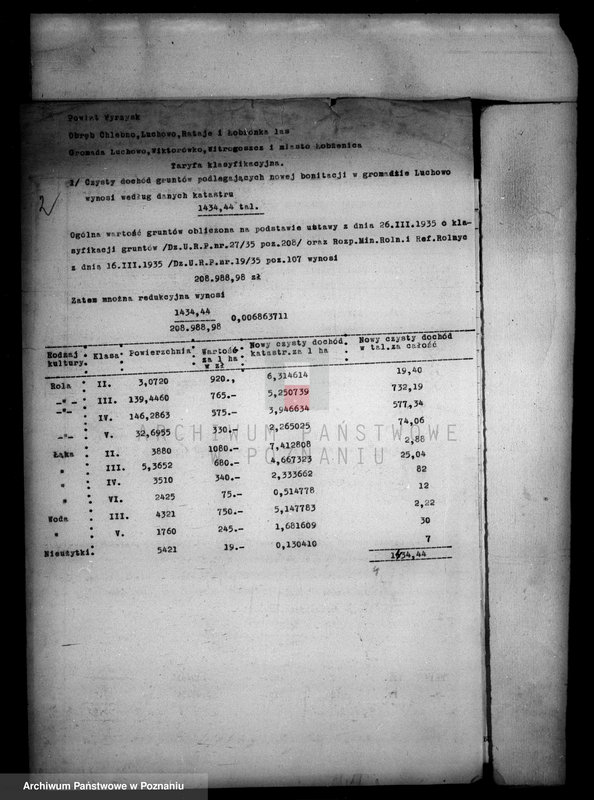 Powiat Wyrzysk
Obręb Chlebno,Luchowo,Rataje i Łobżonka las
Gromada Luchowo,Wiktorówko,Witrogoszcz i miasto Łobżenica
Taryfa klasyfikacyjna.
1/ Czysty dochód gruntów podlegających nowej bonitacji w gromadzie Luchowo
wynosi według danych katastru
1434,44 tal.
Ogólna wartość gruntów obliczona na podstawie ustawy z dnia 26.III.1935 o kla-
syfikacji gruntów /Dz.U.R.P.nr.27/35 poz.208/ oraz Rozp.Min.Roln.i Ref.Rolnyc
z dnia 16.III.1935 /Dz.U.R.P.nr.19/35 poz.107 wynosi
208.988,98 zł
Zatem mnożna redukcyjna wynosi
1434,44
208.988,98 0,006863711
Rodzaj kultury. Klasa Powierzchnia Wartość za 1 ha w zł Nowy czysty dochód katastr.za 1 ha Nowy czysty dochód w tal.za całość
Rola II. 3,0720 920., 6,314614 19,40
-"- III. 139,4460 765.- 5,250739 732,19
-"- IV. 146,2863 575.- 3,946634 577,34
-"- V. 32,6955 330.- 2,265025 74,06
Łąka II. 3880 1080.- 7,412808 2,88
" III. 5,3652 680.- 4,667323 25,04
" IV. 3510 340.- 2,333662 82
" VI. 2425 75.- 0,514778 12
Woda III. 4321 750.- 5,147783 2,22
" V. 1760 245.- 1,681609 30
Nieużytki. 5421 19.- 0,130410 7
1434,44
ARCHIWUM PAŃSTWOWE
W POZNANIU
Archiwum Państwowe w Poznaniu